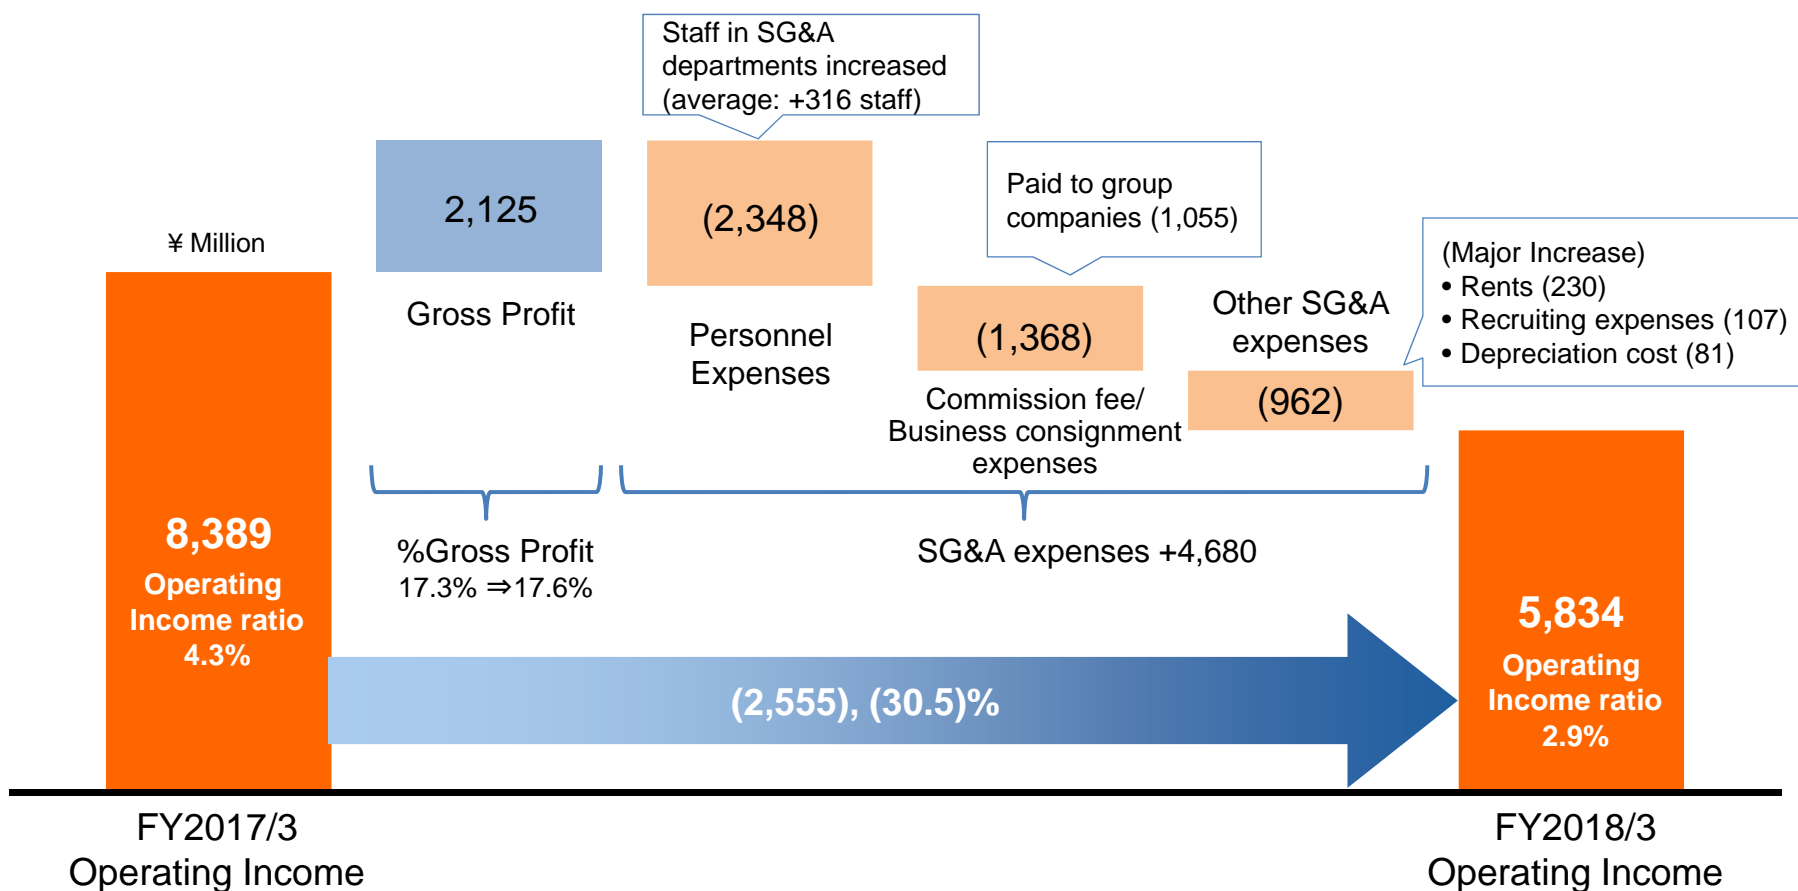 Staff in SG&A
departments increased
(average: +316 staff)
2,125
(2,348)
Paid to group
companies (1,055)
¥ Million
(Major Increase)
• Rents (230)
• Recruiting expenses (107)
• Depreciation cost (81)
Gross Profit
Personnel
Expenses
(1,368)
Other SG&A
expenses
Commission fee/
Business consignment
expenses
(962)
8,389
Operating
Income ratio
4.3%
%Gross Profit
17.3% ⇒17.6%
SG&A expenses +4,680
5,834
Operating
Income ratio
2.9%
(2,555), (30.5)%
FY2017/3
Operating Income
FY2018/3
Operating Income